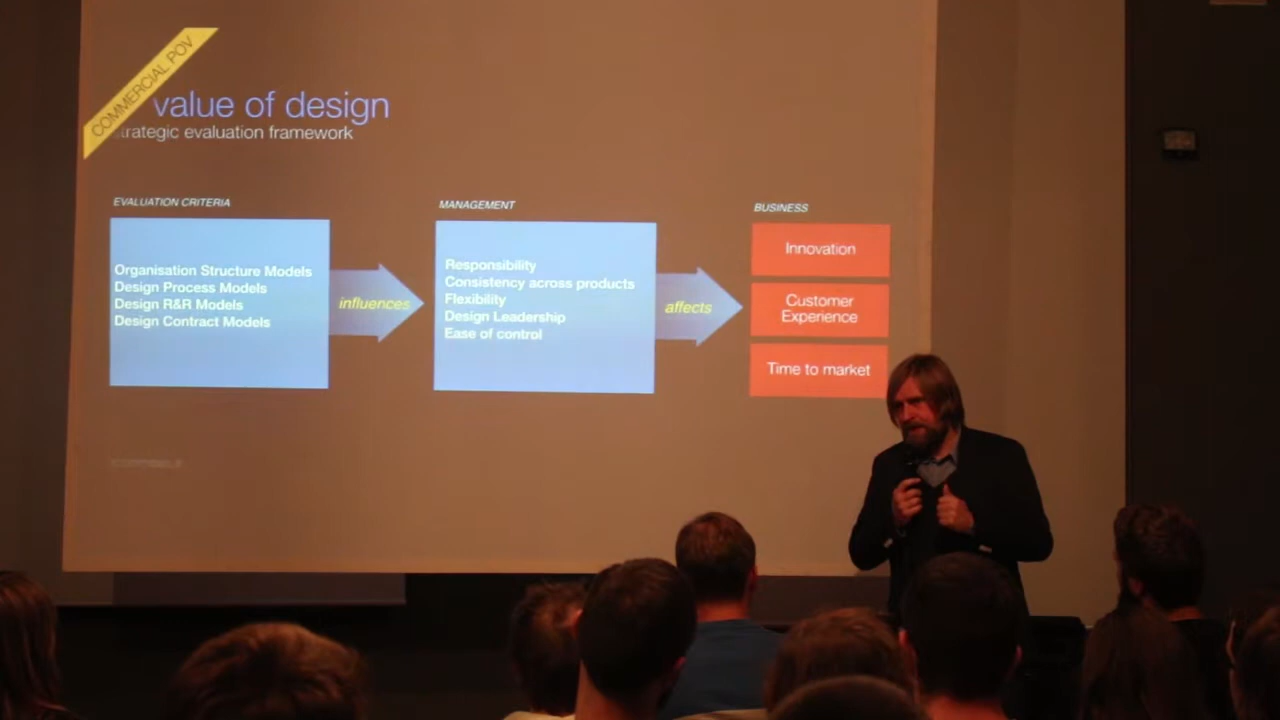 COMMERCIAL POV
value of design
strategic evaluation framework
EVALUATION CRITERIA
Organisation Structure Models
Design Process Models
Design R&R Models
Design Contract Models
influences
MANAGEMENT
Responsibility
Consistency across products
Flexibility
Design Leadership
Ease of control
affects
BUSINESS
Innovation
Customer
Experience
Time to market